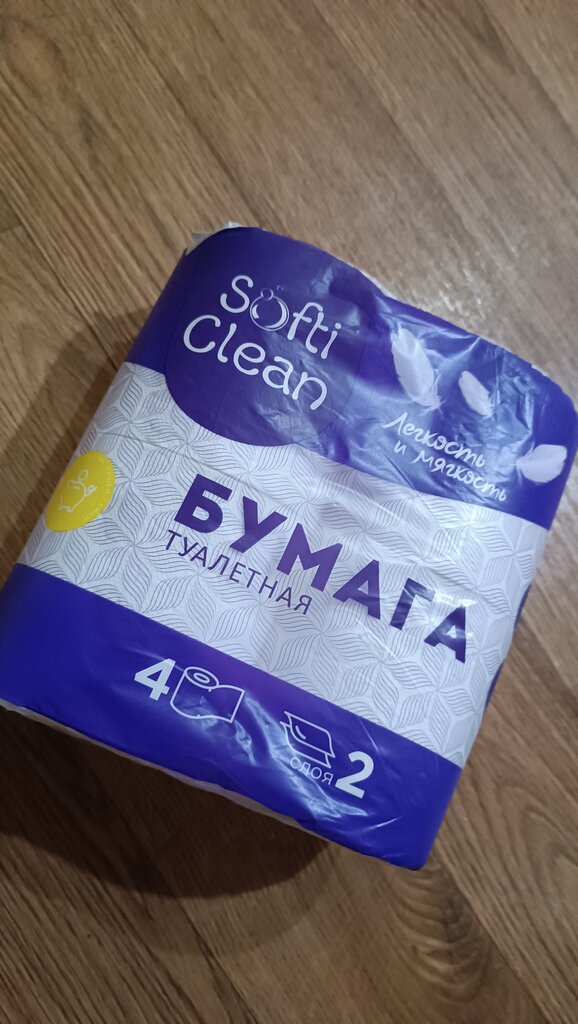 Softi
Clean
Легкость
и мягкость
БУМАГА
ТУАЛЕТНАЯ
4
2
СЛОЯ